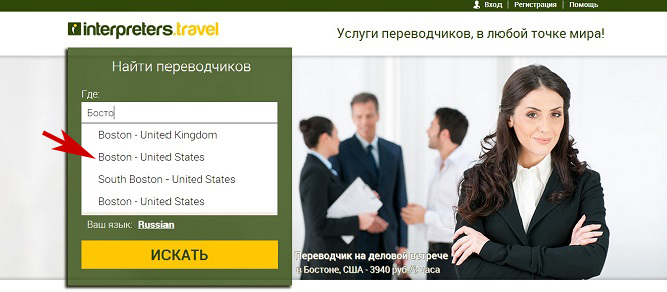 Вход | Регистрация | Помощь
interpreters.travel
Услуги переводчиков, в любой точке мира!
Найти переводчиков
Где:
Босто
Boston - United Kingdom
Boston - United States
South Boston - United States
Boston - United States
Ваш язык: Russian
ИСКАТЬ
Переводчик на деловой встрече
в Бостоне, США - 3940 руб./3 часа